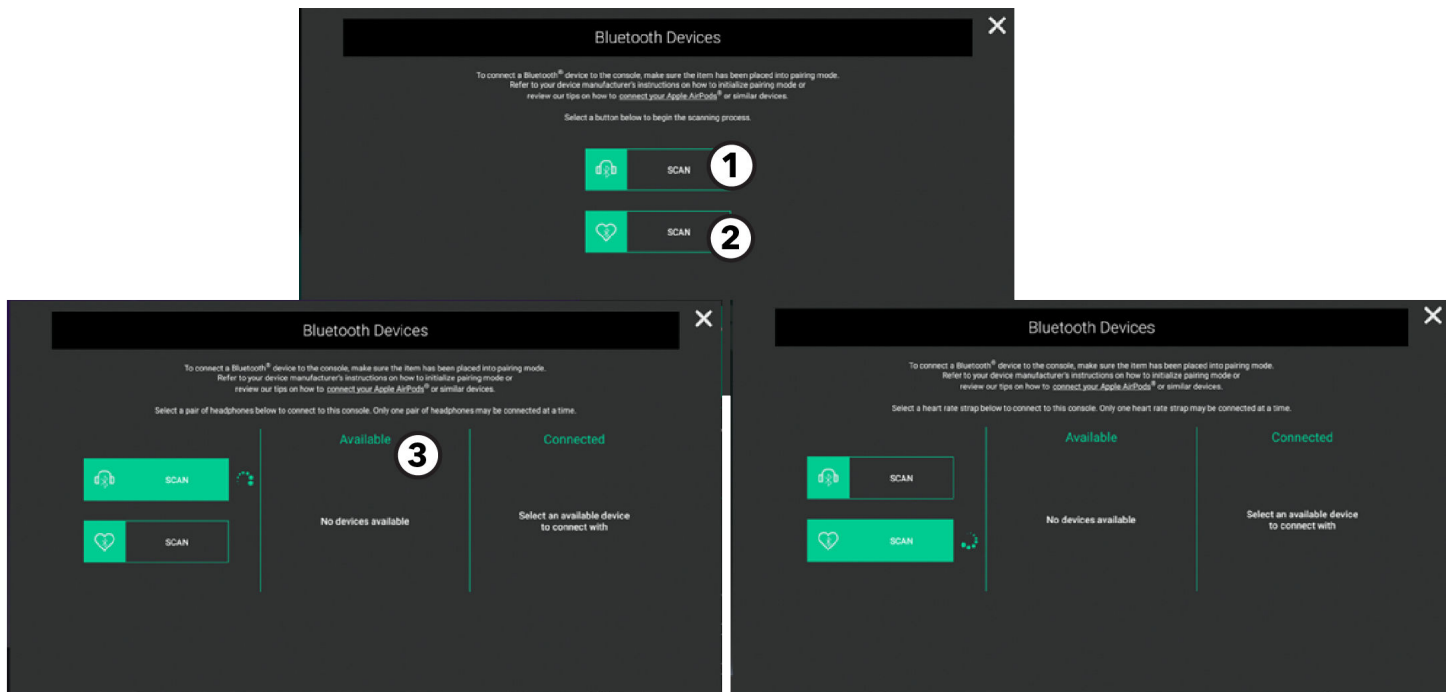 Bluetooth Devices
To connect a Bluetooth® device to the console, make sure the item has been placed into pairing mode.
Refer to your device manufacturer's instructions on how to initialize pairing mode or
review our tips on how to connect your Apple AirPods® or similar devices.
Select a button below to begin the scanning process.
SCAN
1
SCAN
2
Bluetooth Devices
To connect a Bluetooth® device to the console, make sure the item has been placed into pairing mode.
Refer to your device manufacturer's instructions on how to initialize pairing mode or
review our tips on how to connect your Apple AirPods® or similar devices.
Select a pair of headphones below to connect to this console. Only one pair of headphones may be connected at a time.
SCAN
SCAN
Available
3
No devices available
Connected
Select an available device
to connect with
Bluetooth Devices
To connect a Bluetooth® device to the console, make sure the item has been placed into pairing mode.
Refer to your device manufacturer's instructions on how to initialize pairing mode or
review our tips on how to connect your Apple AirPods® or similar devices.
Select a heart rate strap below to connect to this console. Only one heart rate strap may be connected at a time.
SCAN
SCAN
Available
No devices available
Connected
Select an available device
to connect with